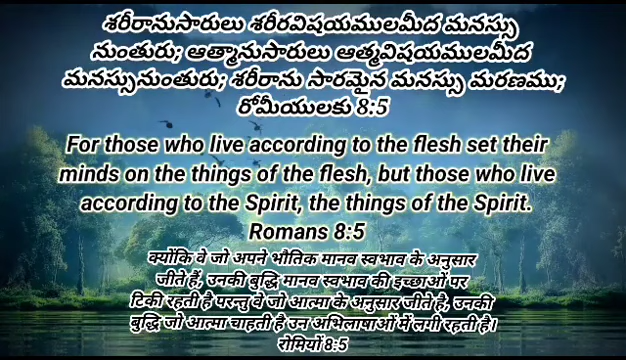 శరీరానుసారులు శరీరవిషయములమీద మనస్సు
నుంతురు; ఆత్మానుసారులు ఆత్మవిషయములమీద
మనస్సునుంతురు; శరీరాను సారమైన మనస్సు మరణము;
రోమీయులకు 8:5
For those who live according to the flesh set their
minds on the things of the flesh, but those who live
according to the Spirit, the things of the Spirit.
Romans 8:5
क्योंकि वे जो अपने भौतिक मानव स्वभाव के अनुसार
जीते हैं, उनकी बुद्धि मानव स्वभाव की इच्छाओं पर
टिकी रहती है परन्तु वे जो आत्मा के अनुसार जीते है, उनकी
बुद्धि जो आत्मा चाहती है उन अभिलाषाओं में लगी रहती है।
रोमियों 8:5